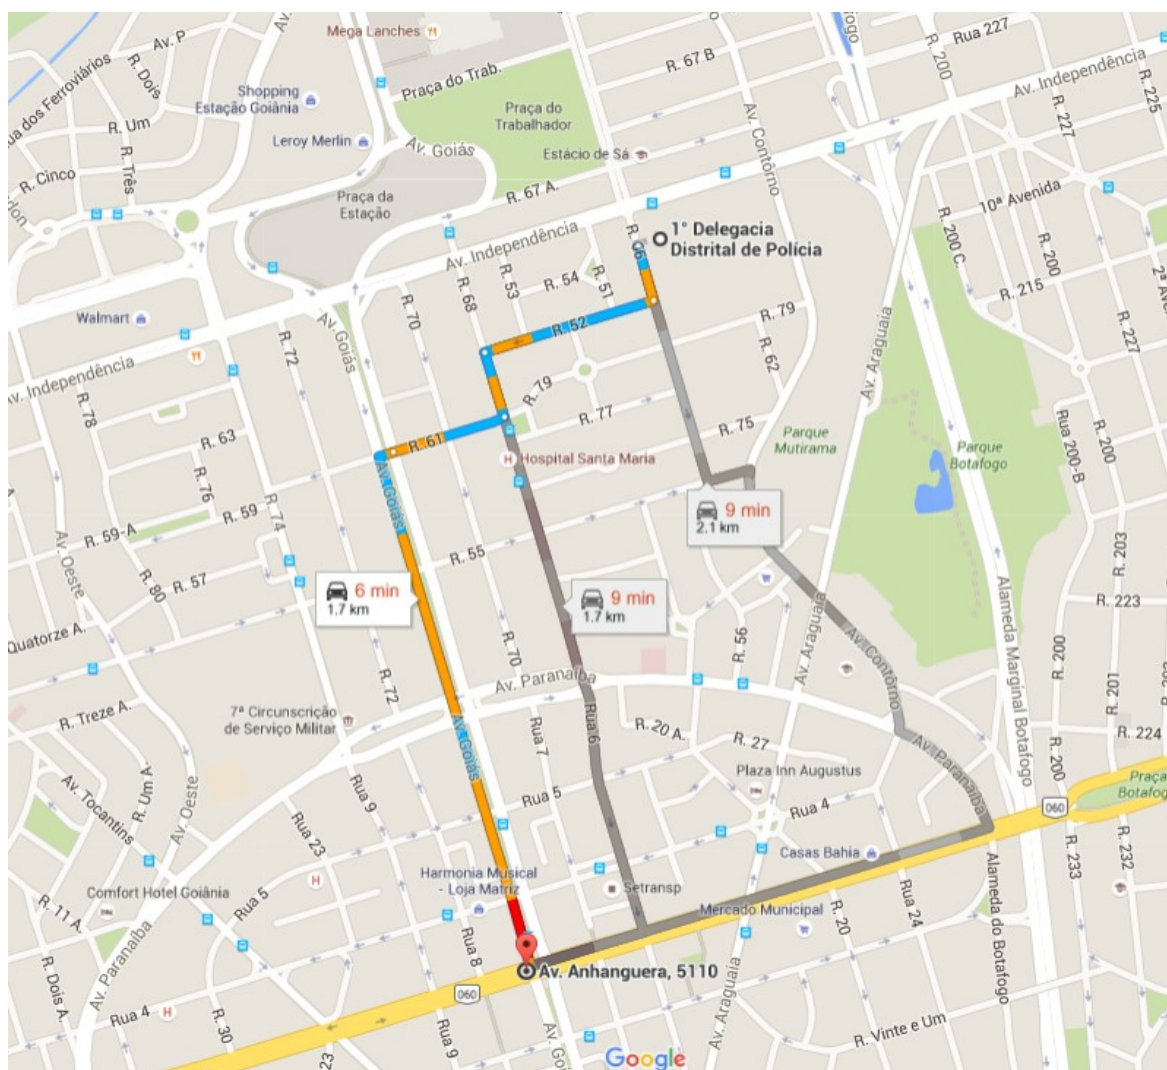 Mega Lanches
Av. P
R. Dois
Praça do Trab.
R. 67 B
Rua 227
R. 200
Av. Independência
R. 225
Shopping
Estação Goiânia
R. Um
Leroy Merlin
R. Três
R. Cinco
Praça do
Trabalhador
Av. Goiás
Estácio de Sá
Av. Contôrno
R. 227
10ª Avenida
Praça da
Estação
R. 67 A.
Av. Independência
1° Delegacia
Distrital de Polícia
R. 200 C.
R. 200
R. 215
R. 54
R. 53
R. 51
R. 68
R. 70
R. 52
R. 79
R. 62
Walmart
Av. Goiás
R. 72
Av. Independência
Av. Araguaia
R. 227
R. 79
R. 77
R. 75
R. 78
R. 63
R. 61
R. 76
Hospital Santa Maria
Parque
Mutirama
Parque
Botafogo
Rua 200-B
R. 200
R. 59
R. 59-A
R. 74
Av. Goiás
9 min
2.1 km
Av. Oeste
R. 57
R. 80
R. 55
R. 203
6 min
1.7 km
9 min
1.7 km
R. 223
Quatorze A.
R. 70
R. 56
Av. Araguaia
Av. Contôrno
Alameda Marginal Botafogo
R. 200
R. 72
Av. Paranaíba
R. 201
R. Treze A.
7ª Circunscrição
de Serviço Militar
Av. Goiás
Rua 7
Rua 6
R. 20 A.
R. 27
Av. Paranaíba
R. 224
R. 200
Plaza Inn Augustus
Praça
Av. Tocantins
R. Um A.
Av. Oeste
Rua 9
Rua 5
Rua 4
060
Rua 23
Casas Bahia
Harmonia Musical
- Loja Matriz
Comfort Hotel Goiânia
Rua 5
Setransp
Rua 24
Alameda do Botafogo
R. 233
R. 232
R. 11 A.
Mercado Municipal
R. 20
Rua 8
Av. Paranaíba
R. Dois A.
Av. Anhanguera, 5110
060
Av. Araguaia
Rua 4
R. 30
Rua 9
R. Vinte e Um
Google